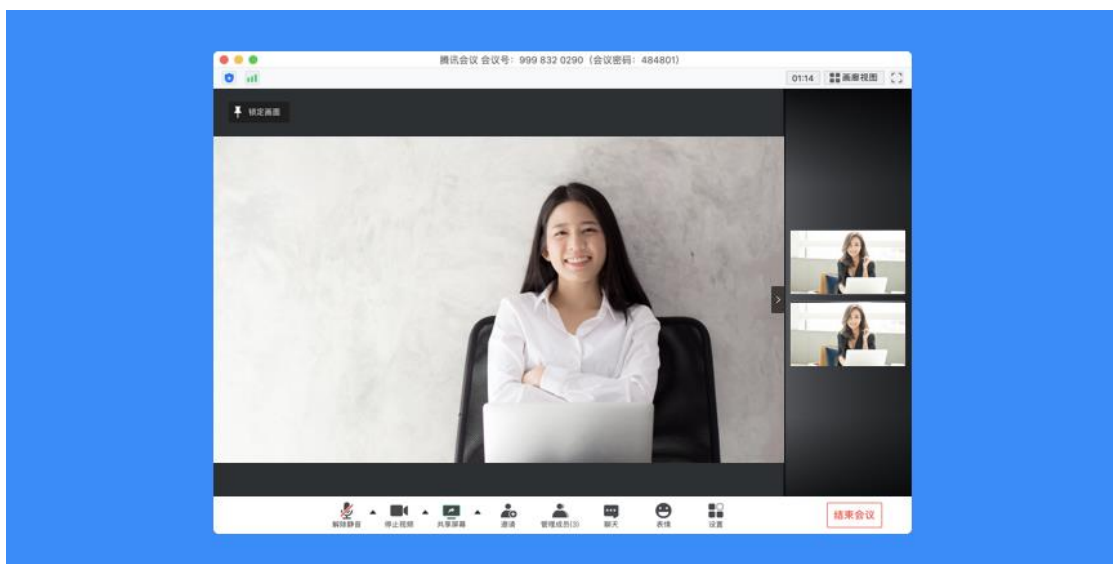 腾讯会议 会议号：999 832 0290（会议密码：484801）
01:14 画廊视图
锁定画面
解除静音 停止视频 共享屏幕 邀请 管理成员(3) 聊天 表情 设置 结束会议